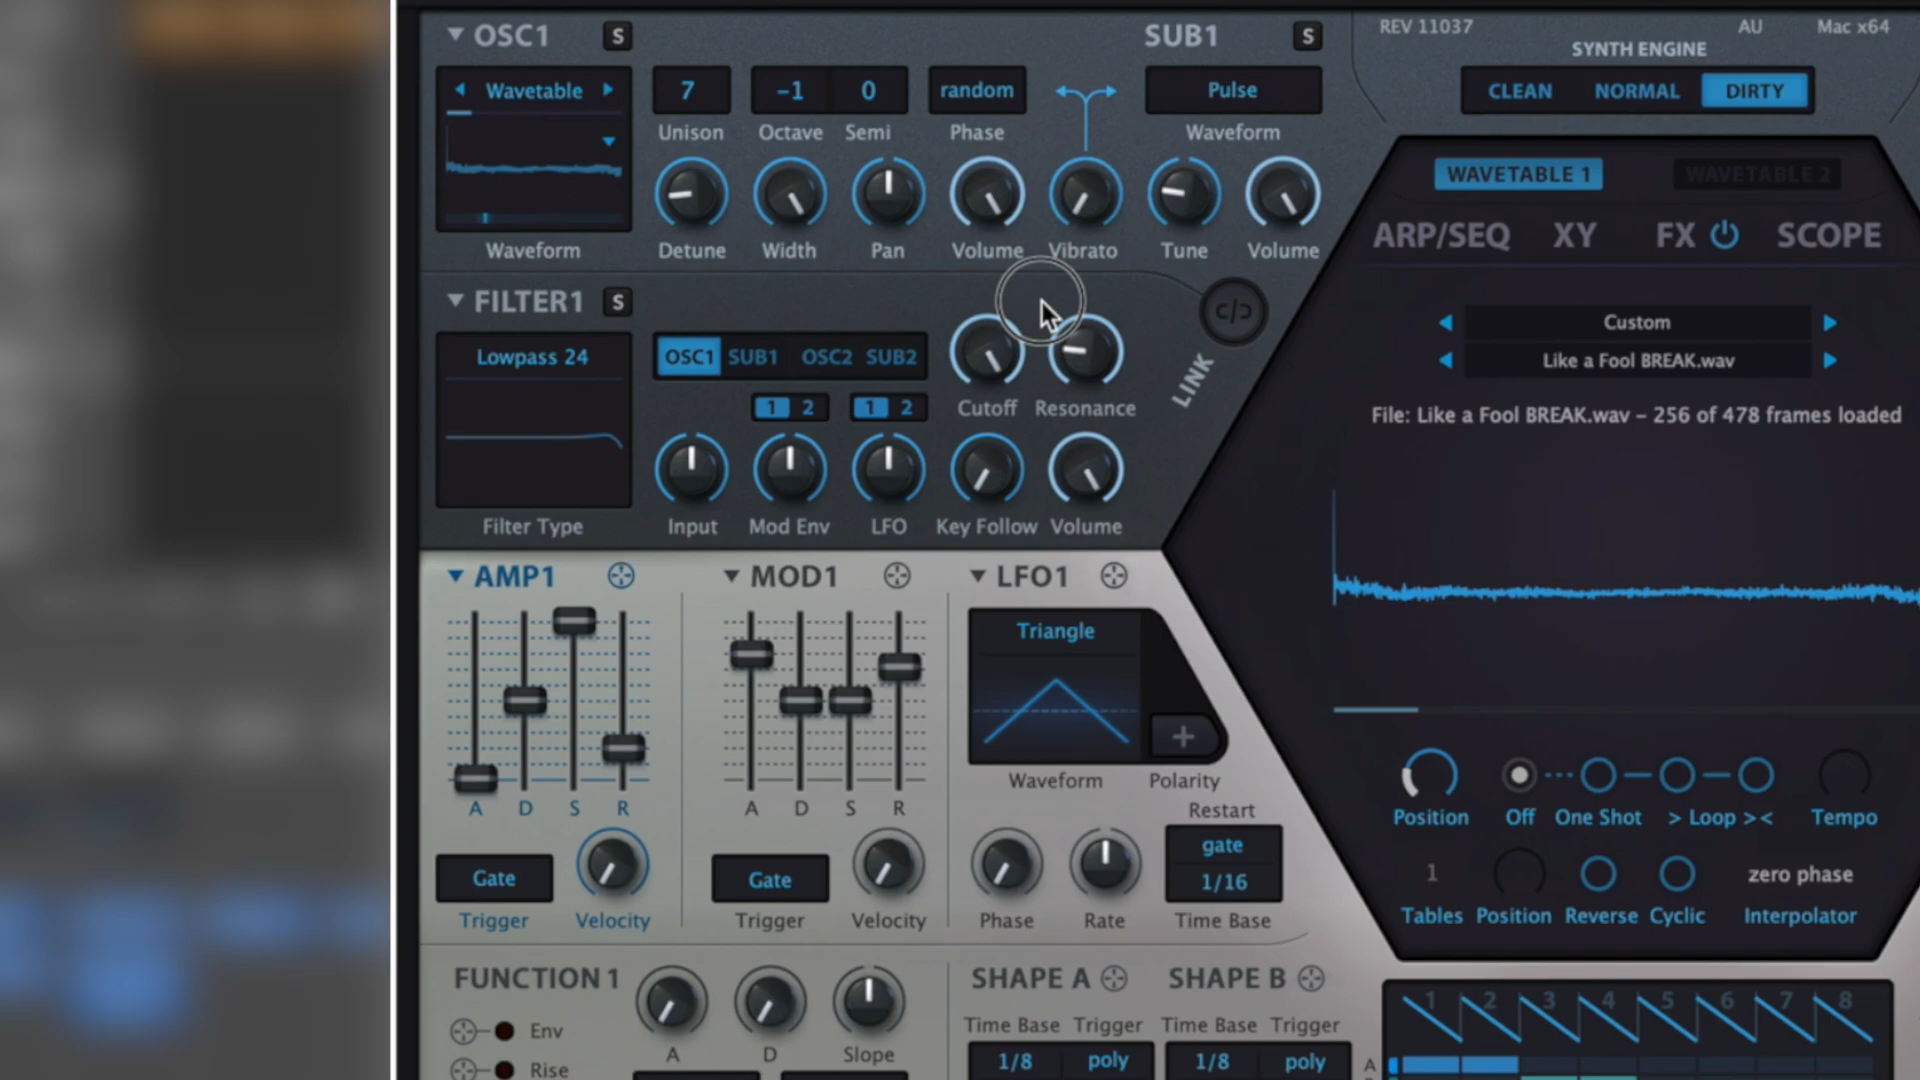 OSC1 S
SUB1 S
REV 11037 AU Mac x64
SYNTH ENGINE
CLEAN NORMAL DIRTY
Wavetable
7 -1 0 random
Pulse
Unison Octave Semi Phase
Waveform
Waveform
Detune Width Pan Volume Vibrato Tune Volume
WAVETABLE 1 WAVETABLE 2
ARP/SEQ XY FX SCOPE
FILTER1 S
Lowpass 24
OSC1 SUB1 OSC2 SUB2
1 2 1 2
Cutoff Resonance
LINK
Filter Type
Input Mod Env LFO Key Follow Volume
Custom
Like a Fool BREAK.wav
File: Like a Fool BREAK.wav – 256 of 478 frames loaded
AMP1
MOD1
LFO1
Triangle
+
Waveform Polarity
A D S R
A D S R
Restart
gate
1/16
Gate
Gate
Trigger Velocity
Trigger Velocity
Phase Rate Time Base
Position Off One Shot > Loop >< Tempo
1
zero phase
Tables Position Reverse Cyclic Interpolator
FUNCTION 1
Env
Rise
A D Slope
SHAPE A
SHAPE B
Time Base Trigger
Time Base Trigger
1/8 poly
1/8 poly
1 2 3 4 5 6 7 8
A